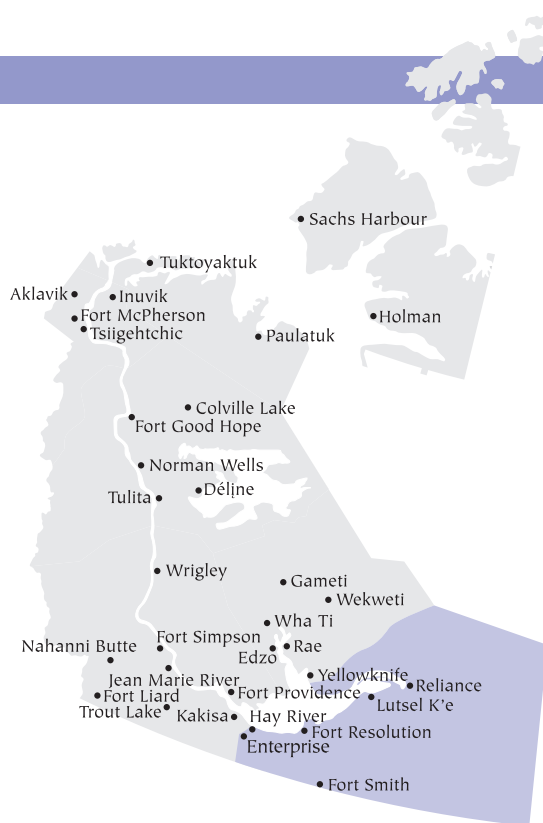 Sachs Harbour
Tuktoyaktuk
Aklavik
Inuvik
Fort McPherson
Holman
Tsiigehtchic
Paulatuk
Colville Lake
Fort Good Hope
Norman Wells
Délįne
Tulita
Wrigley
Gameti
Wekweti
Wha Ti
Fort Simpson
Nahanni Butte
Rae
Edzo
Yellowknife
Jean Marie River
Reliance
Fort Providence
Fort Liard
Lutsel K'e
Trout Lake
Kakisa
Hay River
Fort Resolution
Enterprise
Fort Smith